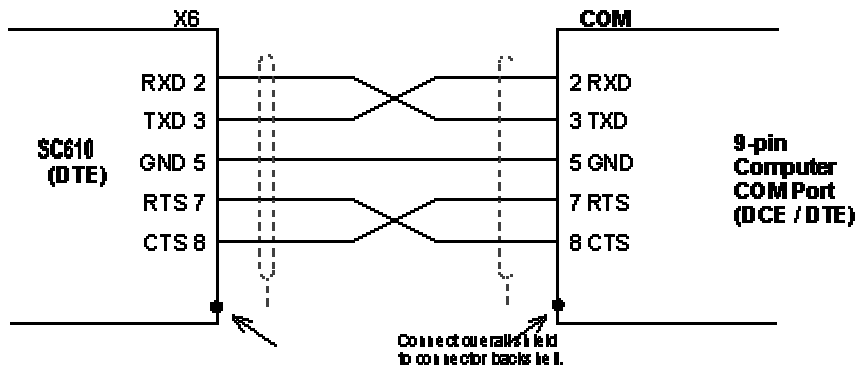 X6
COM
RXD 2
2 RXD
TXD 3
3 TXD
SC610
(DTE)
GND 5
5 GND
9-pin
Computer
COM Port
(DCE / DTE)
RTS 7
7 RTS
CTS 8
8 CTS
Connect overall shield
to connector backshell.